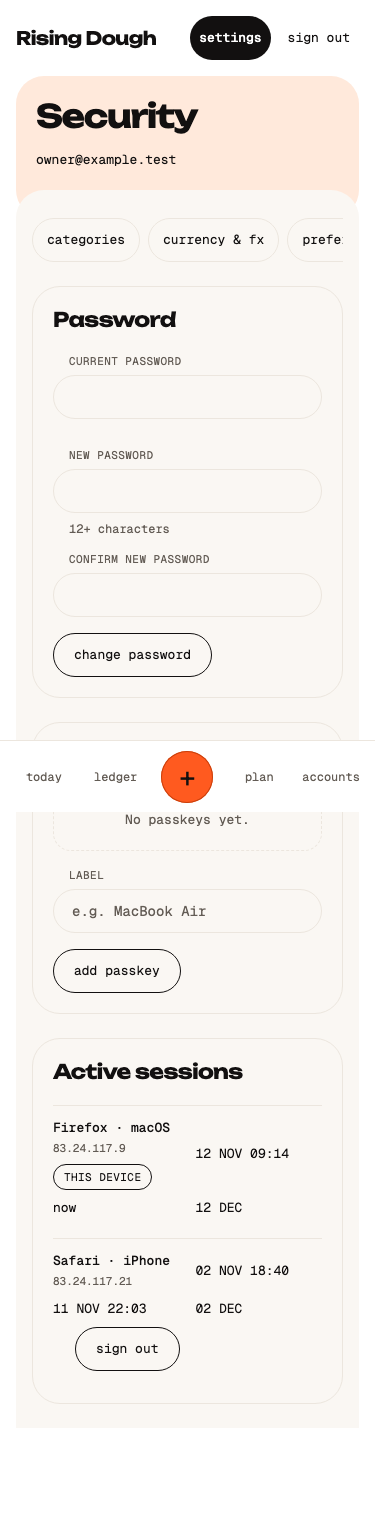 Rising Dough
settings
sign out
Security
owner@example.test
categories
currency & fx
prefe
Password
CURRENT PASSWORD
NEW PASSWORD
12+ characters
CONFIRM NEW PASSWORD
change password
today
ledger
+
plan
accounts
No passkeys yet.
LABEL
e.g. MacBook Air
add passkey
Active sessions
Firefox · macOS
83.24.117.9
THIS DEVICE
12 NOV 09:14
now
12 DEC
Safari · iPhone
83.24.117.21
02 NOV 18:40
11 NOV 22:03
02 DEC
sign out